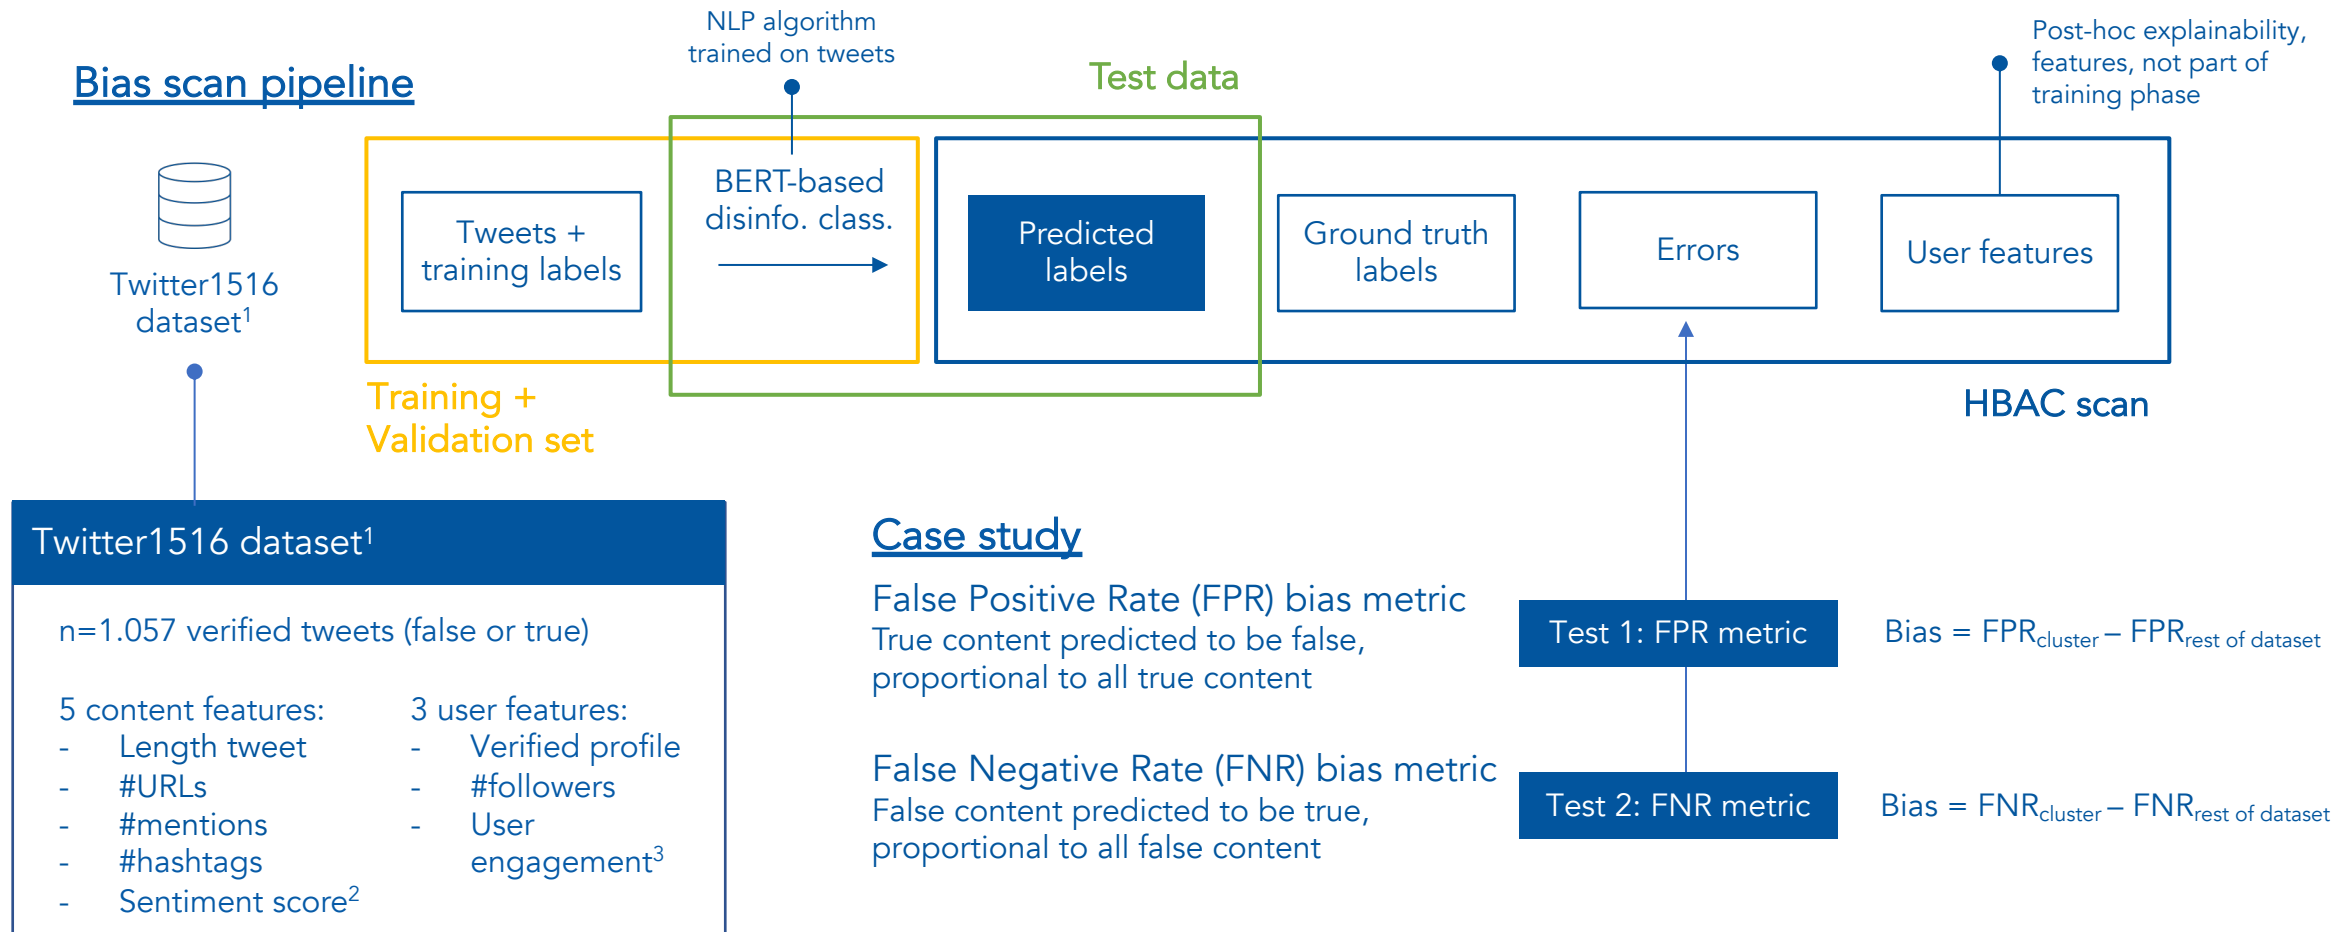 Bias scan pipeline
NLP algorithm
trained on tweets
Test data
Post-hoc explainability,
features, not part of
training phase
Twitter1516
dataset¹
Tweets +
training labels
BERT-based
disinfo. class.
Predicted
labels
Ground truth
labels
Errors
User features
Training +
Validation set
HBAC scan
Twitter1516 dataset¹
n=1.057 verified tweets (false or true)
5 content features:
- Length tweet
- #URLs
- #mentions
- #hashtags
- Sentiment score²
3 user features:
- Verified profile
- #followers
- User
engagement³
Case study
False Positive Rate (FPR) bias metric
True content predicted to be false,
proportional to all true content
Test 1: FPR metric
Bias = FPRcluster – FPRrest of dataset
False Negative Rate (FNR) bias metric
False content predicted to be true,
proportional to all false content
Test 2: FNR metric
Bias = FNRcluster – FNRrest of dataset